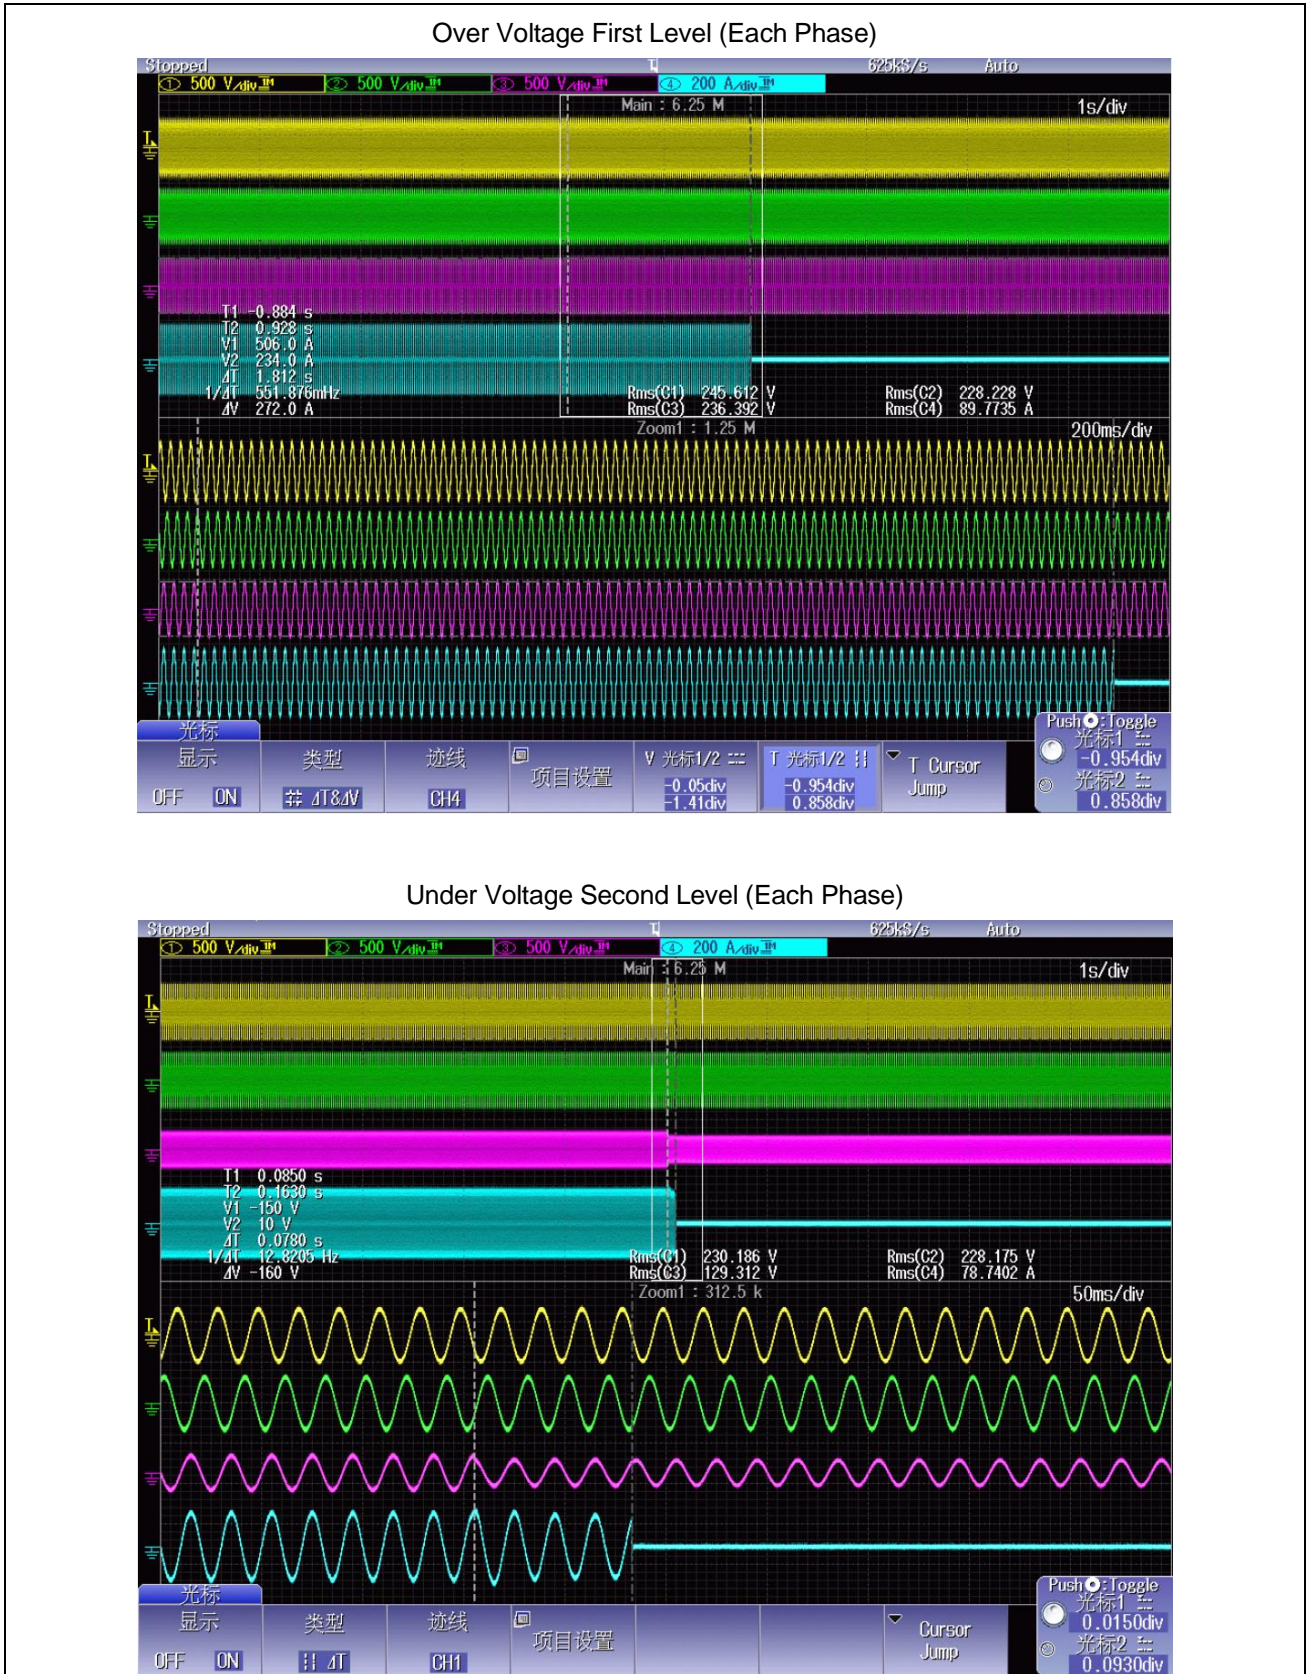 Over Voltage First Level (Each Phase)
Stopped 625kS/s Auto
① 500 V/div 1M ② 500 V/div 1M ③ 500 V/div 1M ④ 200 A/div 1M
Main : 6.25 M 1s/div
T1 -0.884 s
T2 0.928 s
V1 506.0 A
V2 234.0 A
ΔT 1.812 s
1/ΔT 551.876mHz Rms(C1) 245.612 V Rms(C2) 228.228 V
ΔV 272.0 A Rms(C3) 236.392 V Rms(C4) 89.7735 A
Zoom1 : 1.25 M 200ms/div
光标 Push :Toggle
显示 类型 迹线 项目设置 V 光标1/2 T 光标1/2 T Cursor Jump 光标1 -0.954div
OFF ON ΔT&ΔV CH4 -0.05div -1.41div -0.954div 0.858div 光标2 0.858div
Under Voltage Second Level (Each Phase)
Stopped 625kS/s Auto
① 500 V/div 1M ② 500 V/div 1M ③ 500 V/div 1M ④ 200 A/div 1M
Main : 6.25 M 1s/div
T1 0.0850 s
T2 0.1630 s
V1 -150 V
V2 10 V
ΔT 0.0780 s
1/ΔT 12.8205 Hz Rms(C1) 230.186 V Rms(C2) 228.175 V
ΔV -160 V Rms(C3) 129.312 V Rms(C4) 78.7402 A
Zoom1 : 312.5 k 50ms/div
光标 Push :Toggle
显示 类型 迹线 项目设置 Cursor Jump 光标1 0.0150div
OFF ON ΔT CH1 光标2 0.0930div